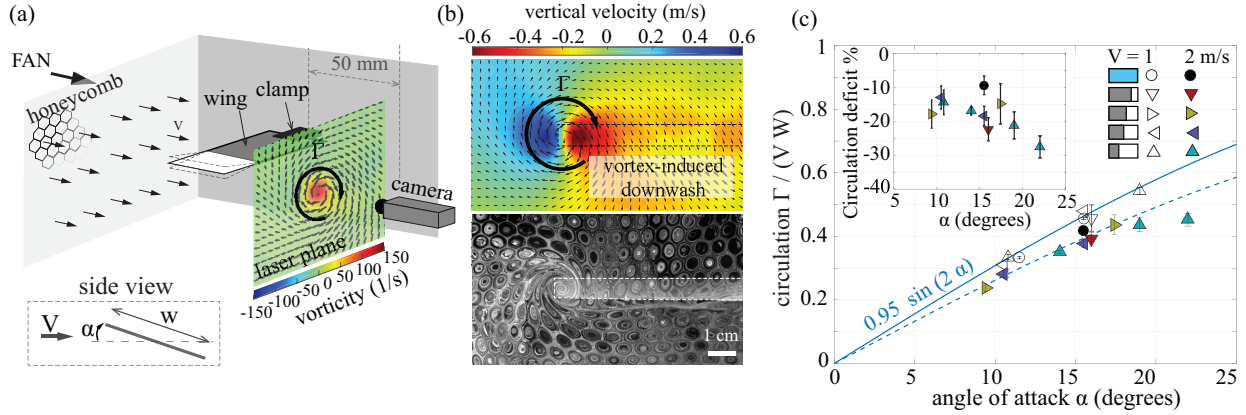 (a)
FAN
honeycomb
v
wing
clamp
50 mm
Γ
camera
laser plane
-150
-100
-50
0
50
100
150
vorticity (1/s)
side view
V
α
w
(b)
vertical velocity (m/s)
-0.6 -0.4 -0.2 0 0.2 0.4 0.6
Γ
vortex-induced
downwash
1 cm
(c)
circulation Γ / (V W)
1
0.8
0.6
0.4
0.2
0
0 5 10 15 20 25
angle of attack α (degrees)
0.95 sin (2 α)
Circulation deficit %
0
-10
-20
-30
-40
5 10 15 20 25
α (degrees)
V = 1 2 m/s